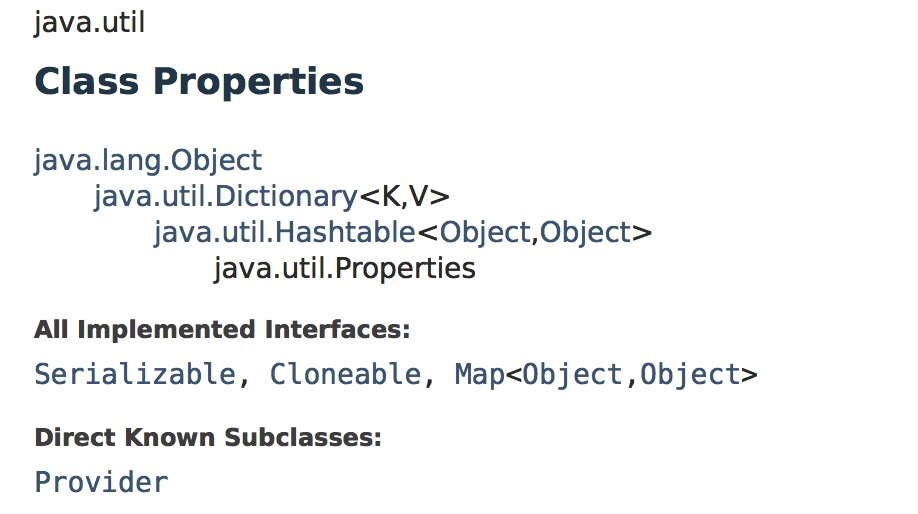 java.util
Class Properties
java.lang.Object
java.util.Dictionary<K,V>
java.util.Hashtable<Object,Object>
java.util.Properties
All Implemented Interfaces:
Serializable, Cloneable, Map<Object,Object>
Direct Known Subclasses:
Provider